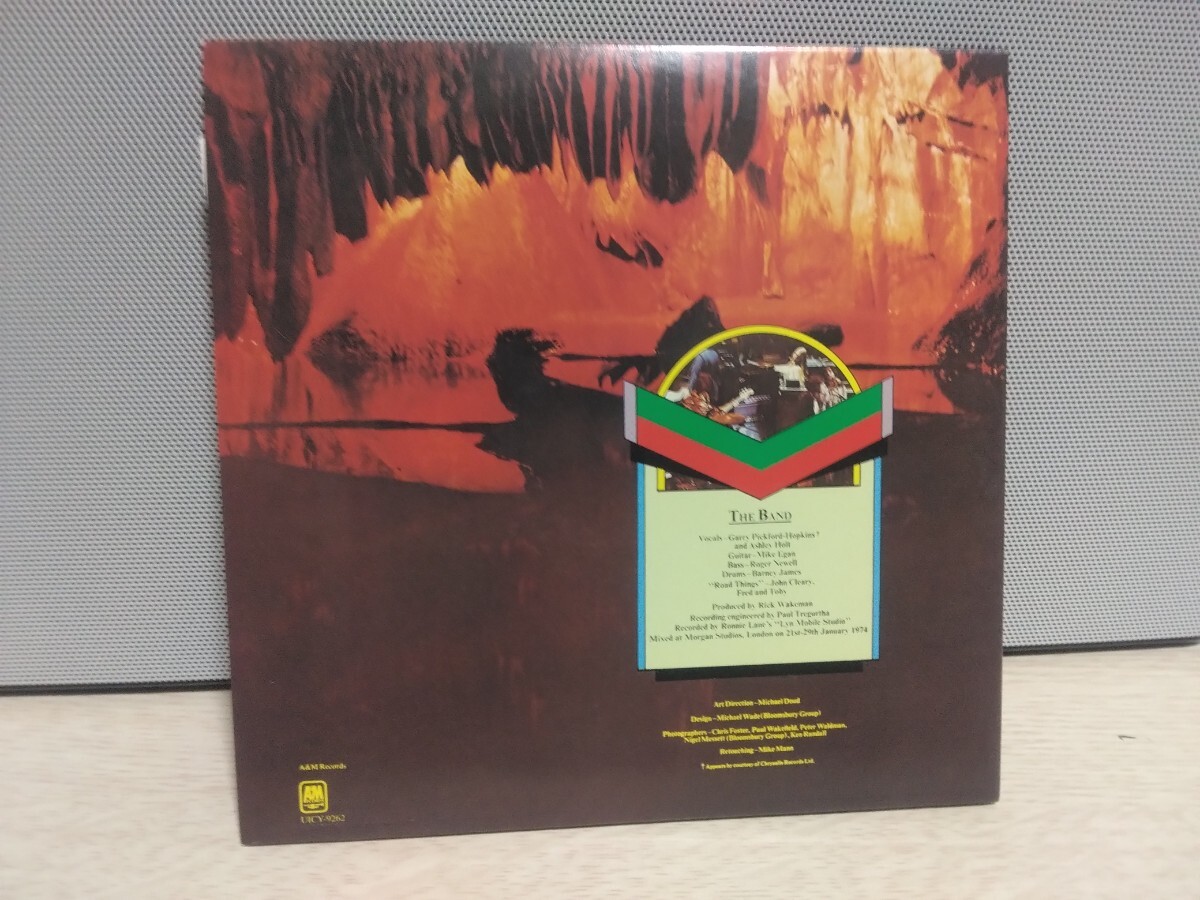 THE BAND
Vocals - Garry Pickford-Hopkins†
and Ashley Holt
Guitar - Mike Egan
Bass - Roger Newell
Drums - Barney James
"Road Things" - John Cleary,
Fred and Toby
Produced by Rick Wakeman
Recording engineered by Paul Tregurtha
Recorded by Ronnie Lane's "Lyn Mobile Studio"
Mixed at Morgan Studios, London on 21st-29th January 1974
Art Direction - Michael Doud
Design - Michael Wade (Bloomsbury Group)
Photographers - Chris Foster, Paul Wakefield, Peter Waldman,
Nigel Messett (Bloomsbury Group), Ken Randall
Retouching - Mike Mann
† Appears by courtesy of Chrysalis Records Ltd.
A&M Records
AM
UICY-9262